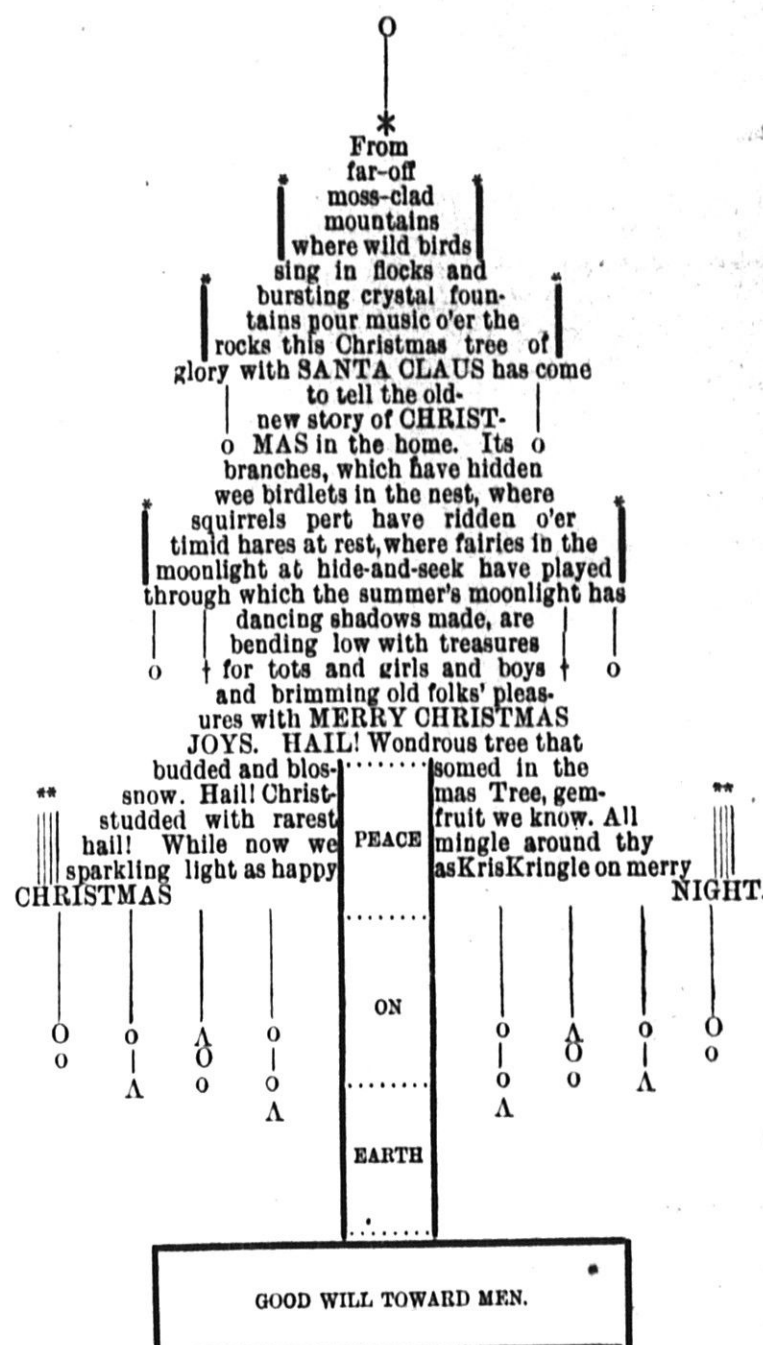 From
far-off
moss-clad
mountains
where wild birds
sing in flocks and
bursting crystal foun-
tains pour music o'er the
rocks this Christmas tree of
glory with SANTA CLAUS has come
to tell the old-
new story of CHRIST-
MAS in the home. Its
branches, which have hidden
wee birdlets in the nest, where
squirrels pert have ridden o'er
timid hares at rest, where fairies in the
moonlight at hide-and-seek have played
through which the summer's moonlight has
dancing shadows made, are
bending low with treasures
for tots and girls and boys
and brimming old folks' pleas-
ures with MERRY CHRISTMAS
JOYS. HAIL! Wondrous tree that
budded and blos- somed in the
snow. Hail! Christ- mas Tree, gem-
studded with rarest fruit we know. All
hail! While now we PEACE mingle around thy
sparkling light as happy as KrisKringle on merry
CHRISTMAS NIGHT.
ON
EARTH
GOOD WILL TOWARD MEN.